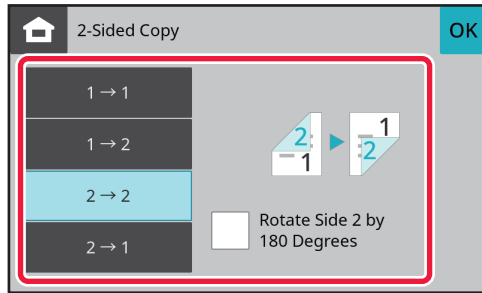 2-Sided Copy
OK
1 → 1
1 → 2
2 → 2
2 → 1
2 1
1 2
Rotate Side 2 by
180 Degrees